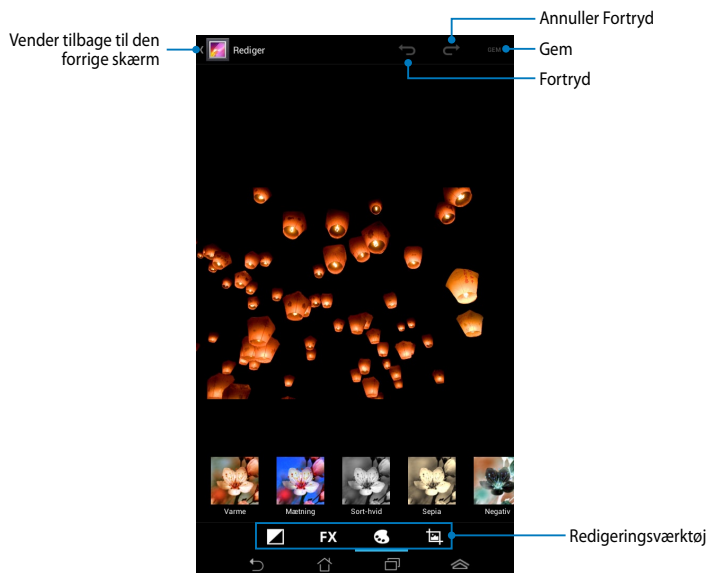 Annuller Fortryd
Vender tilbage til den
forrige skærm
Rediger
GEM
Gem
Fortryd
Varme
Mætning
Sort-hvid
Sepia
Negativ
FX
Redigeringsværktøj